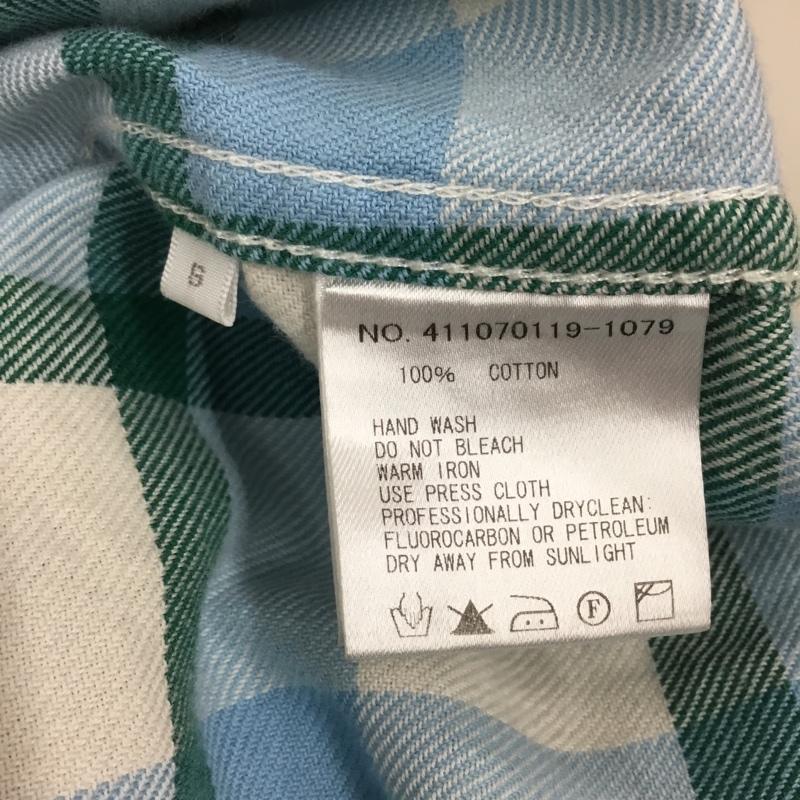 NO. 411070119-1079
100% COTTON
HAND WASH
DO NOT BLEACH
WARM IRON
USE PRESS CLOTH
PROFESSIONALLY DRYCLEAN:
FLUOROCARBON OR PETROLEUM
DRY AWAY FROM SUNLIGHT
F